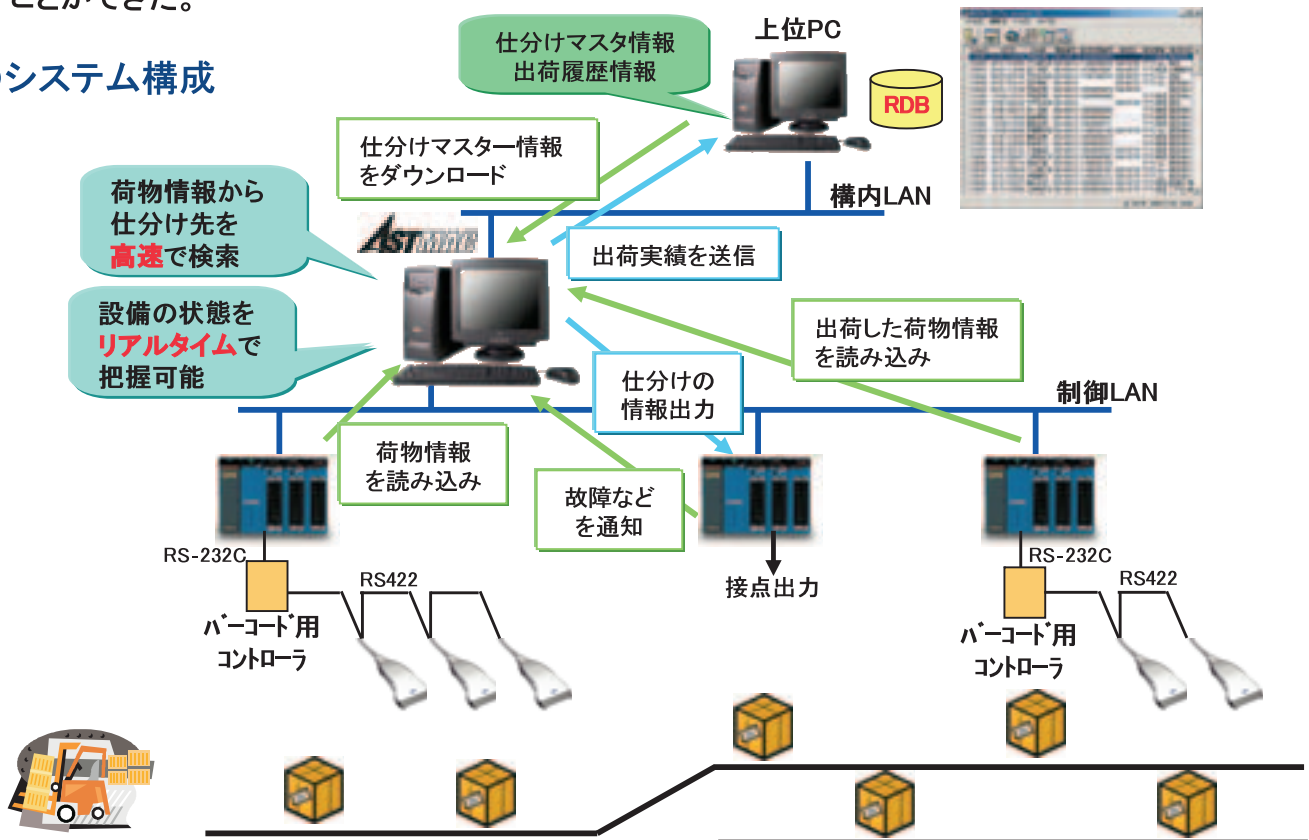 ことができた。
システム構成
仕分けマスタ情報
出荷履歴情報
上位PC
RDB
仕分けマスター情報
をダウンロード
構内LAN
荷物情報から
仕分け先を
高速で検索
出荷実績を送信
設備の状態を
リアルタイムで
把握可能
出荷した荷物情報
を読み込み
仕分けの
情報出力
制御LAN
荷物情報
を読み込み
故障など
を通知
RS-232C
RS422
バーコード用
コントローラ
接点出力
RS-232C
RS422
バーコード用
コントローラ